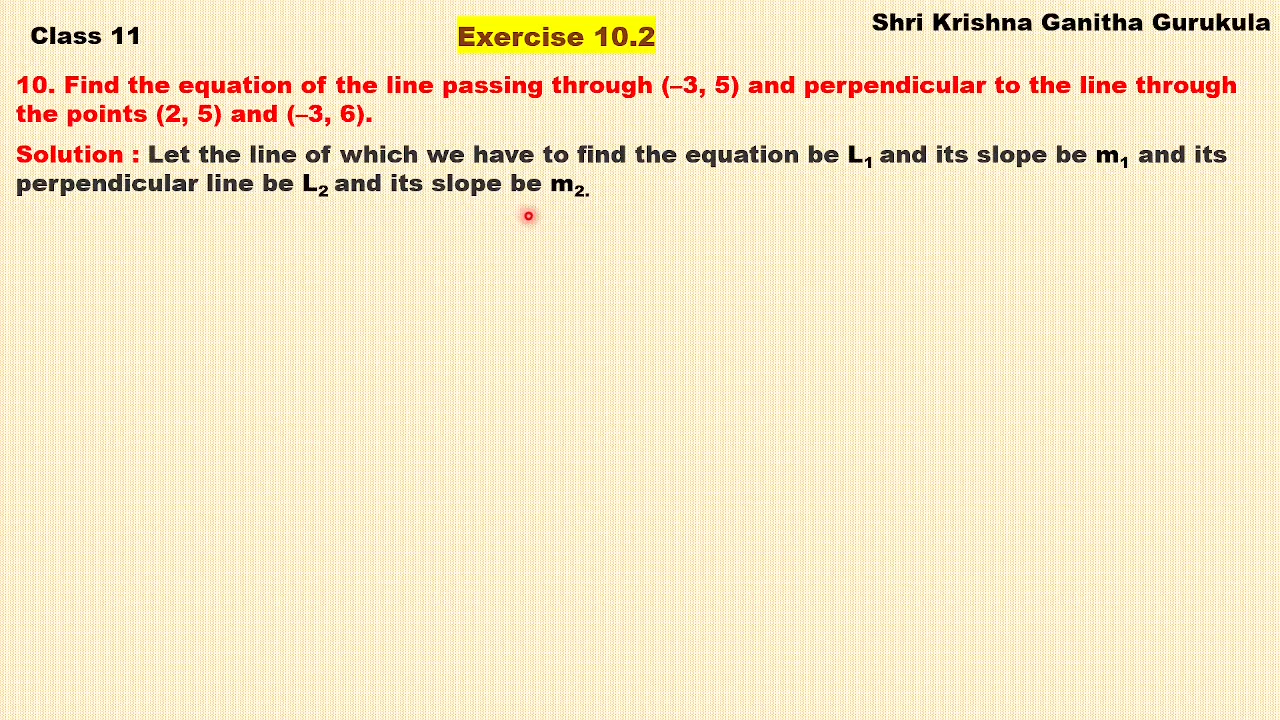 Class 11
Exercise 10.2
Shri Krishna Ganitha Gurukula
10. Find the equation of the line passing through (–3, 5) and perpendicular to the line through
the points (2, 5) and (–3, 6).
Solution : Let the line of which we have to find the equation be L₁ and its slope be m₁ and its
perpendicular line be L₂ and its slope be m₂.